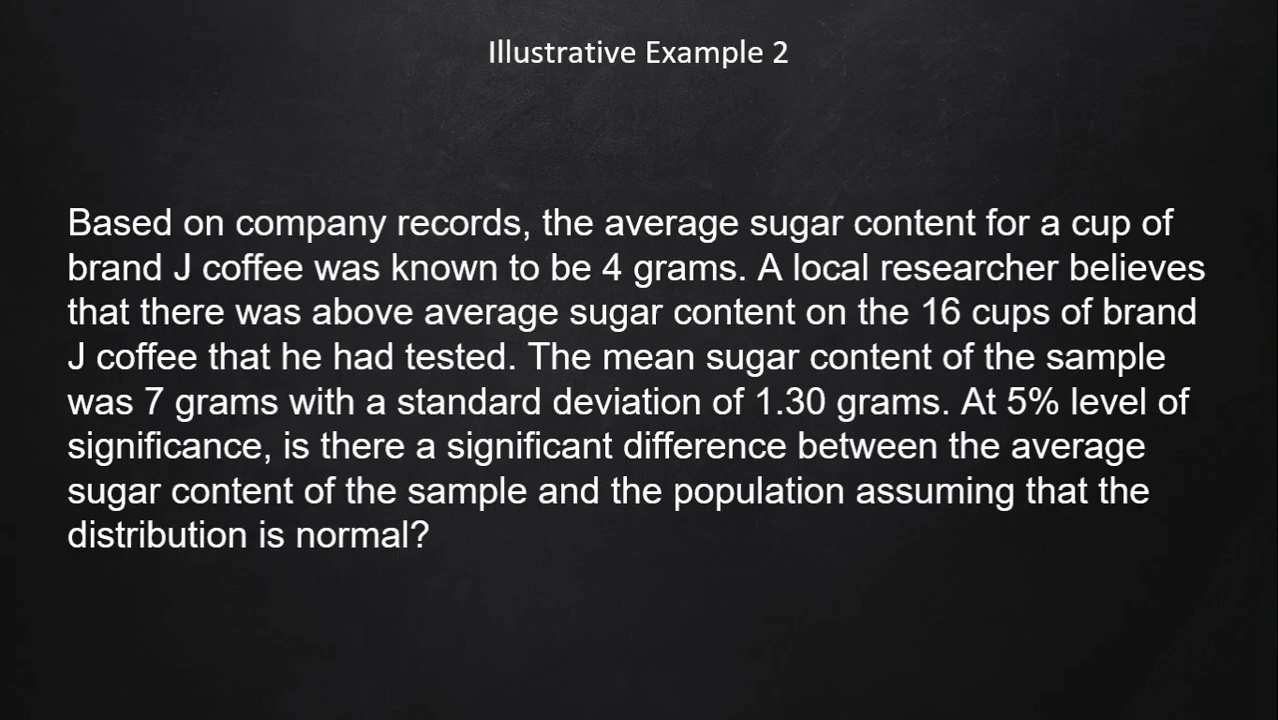 Illustrative Example 2
Based on company records, the average sugar content for a cup of
brand J coffee was known to be 4 grams. A local researcher believes
that there was above average sugar content on the 16 cups of brand
J coffee that he had tested. The mean sugar content of the sample
was 7 grams with a standard deviation of 1.30 grams. At 5% level of
significance, is there a significant difference between the average
sugar content of the sample and the population assuming that the
distribution is normal?